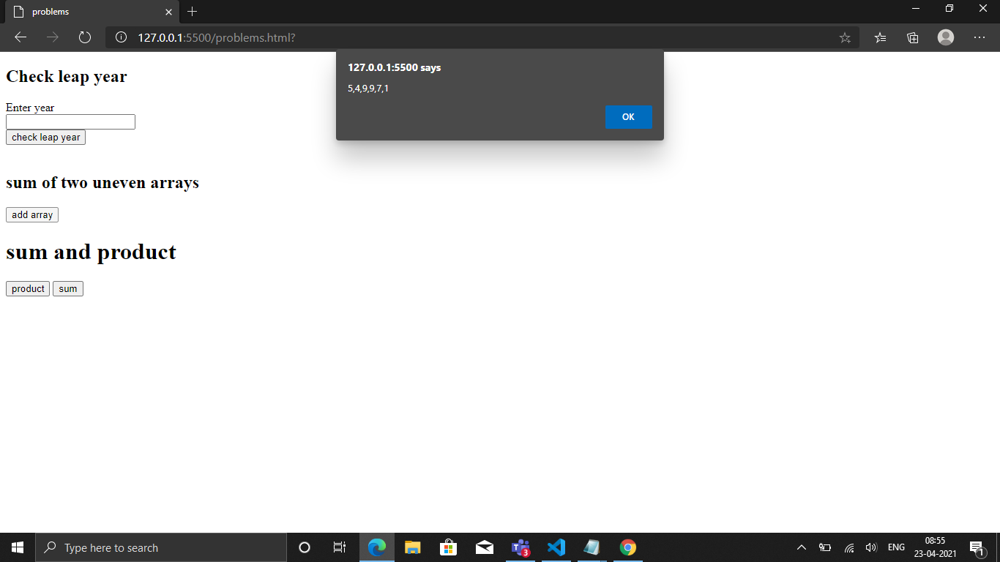 problems
127.0.0.1:5500/problems.html?
127.0.0.1:5500 says
5,4,9,9,7,1
OK
Check leap year
Enter year
check leap year
sum of two uneven arrays
add array
sum and product
product sum
Type here to search
3
ENG
08:55
23-04-2021
1